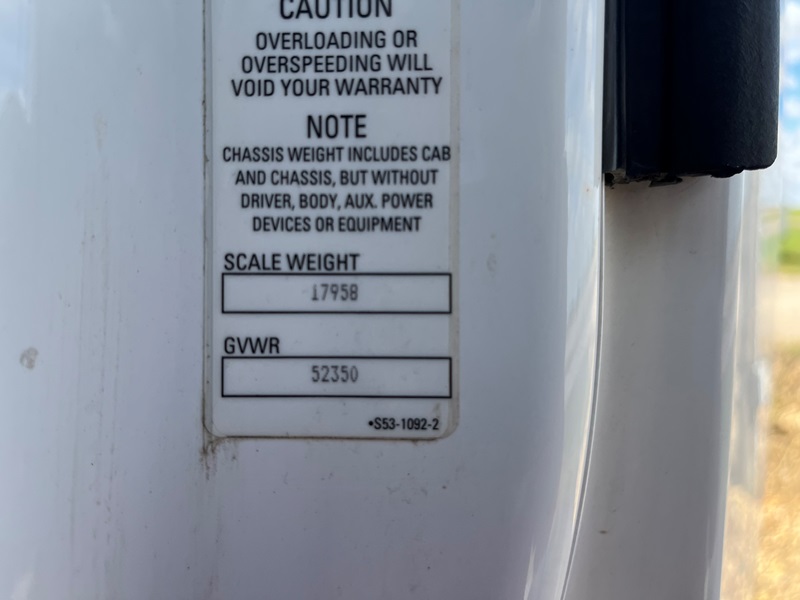 CAUTION
OVERLOADING OR
OVERSPEEDING WILL
VOID YOUR WARRANTY
NOTE
CHASSIS WEIGHT INCLUDES CAB
AND CHASSIS, BUT WITHOUT
DRIVER, BODY, AUX. POWER
DEVICES OR EQUIPMENT
SCALE WEIGHT
17958
GVWR
52350
•S53-1092-2